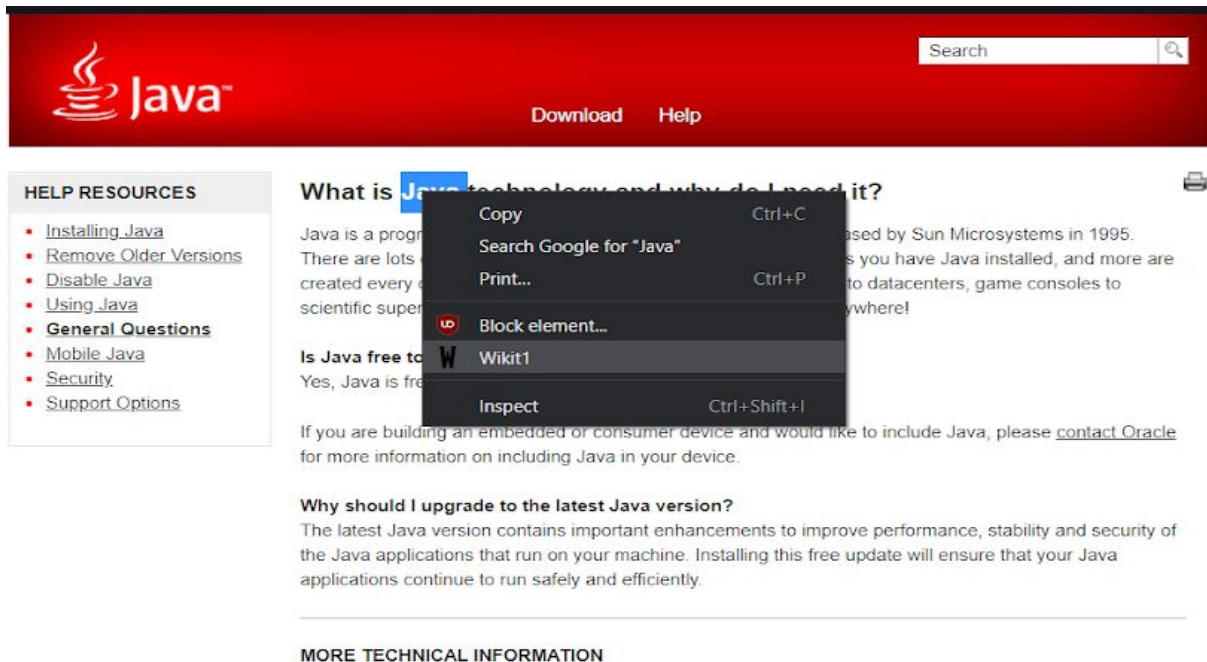 Java™
Search
Download Help
HELP RESOURCES
Installing Java
Remove Older Versions
Disable Java
Using Java
General Questions
Mobile Java
Security
Support Options
What is Java technology and why do I need it?
Java is a progr ased by Sun Microsystems in 1995.
There are lots s you have Java installed, and more are
created every to datacenters, game consoles to
scientific super ywhere!
Is Java free to
Yes, Java is fre
If you are building an embedded or consumer device and would like to include Java, please contact Oracle
for more information on including Java in your device.
Why should I upgrade to the latest Java version?
The latest Java version contains important enhancements to improve performance, stability and security of
the Java applications that run on your machine. Installing this free update will ensure that your Java
applications continue to run safely and efficiently.
MORE TECHNICAL INFORMATION
Copy Ctrl+C
Search Google for “Java”
Print... Ctrl+P
UD
Block element...
W Wikit1
Inspect Ctrl+Shift+I